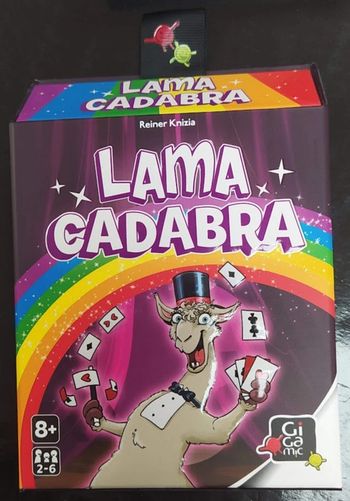 LAMA
CADABRA
Reiner Knizia
LAMA
CADABRA
8+
2-6
Gi
GA
MiC